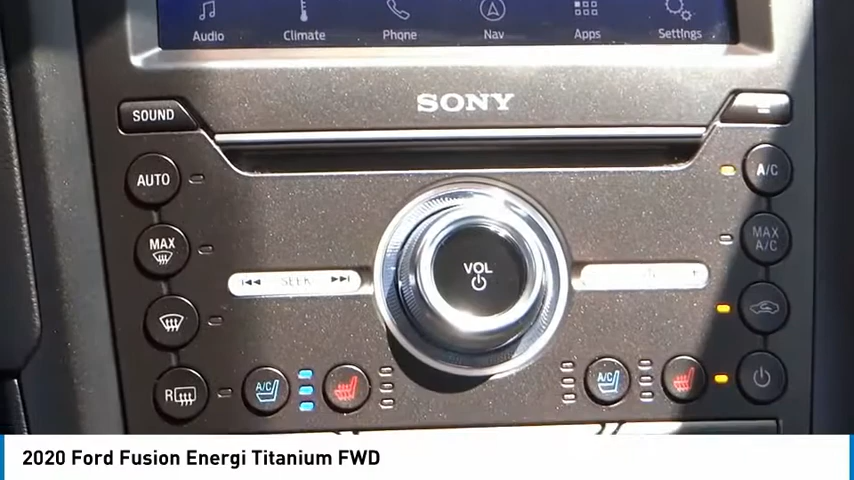 Audio Climate Phone Nav Apps Settings
SONY
SOUND
AUTO
A/C
MAX
MAX
A/C
VOL
SEEK
R
A/C
A/C
2020 Ford Fusion Energi Titanium FWD